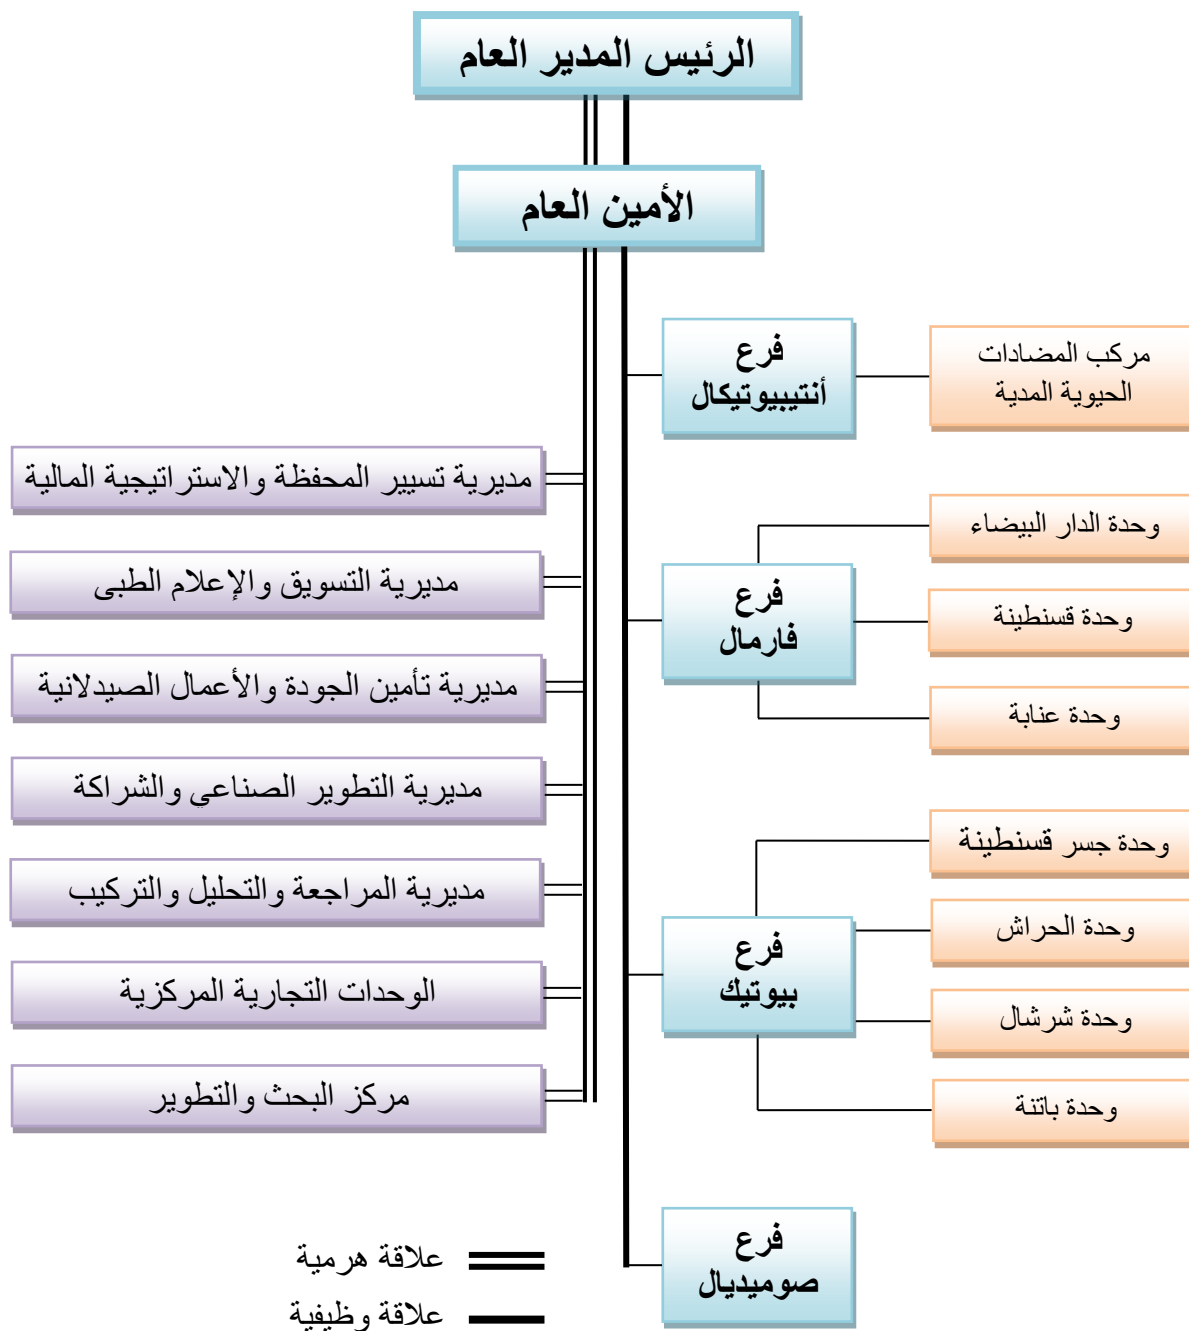 الرئيس المدير العام
الأمين العام
فرع
أنتيبيوتيكال
مركب المضادات
الحيوية المدية
وحدة الدار البيضاء
فرع
فارمال
وحدة قسنطينة
وحدة عنابة
وحدة جسر قسنطينة
فرع
بيوتيك
وحدة الحراش
وحدة شرشال
وحدة باتنة
فرع
صوميديال
مديرية تسيير المحفظة والاستراتيجية المالية
مديرية التسويق والإعلام الطبى
مديرية تأمين الجودة والأعمال الصيدلانية
مديرية التطوير الصناعي والشراكة
مديرية المراجعة والتحليل والتركيب
الوحدات التجارية المركزية
مركز البحث والتطوير
علاقة هرمية
علاقة وظيفية